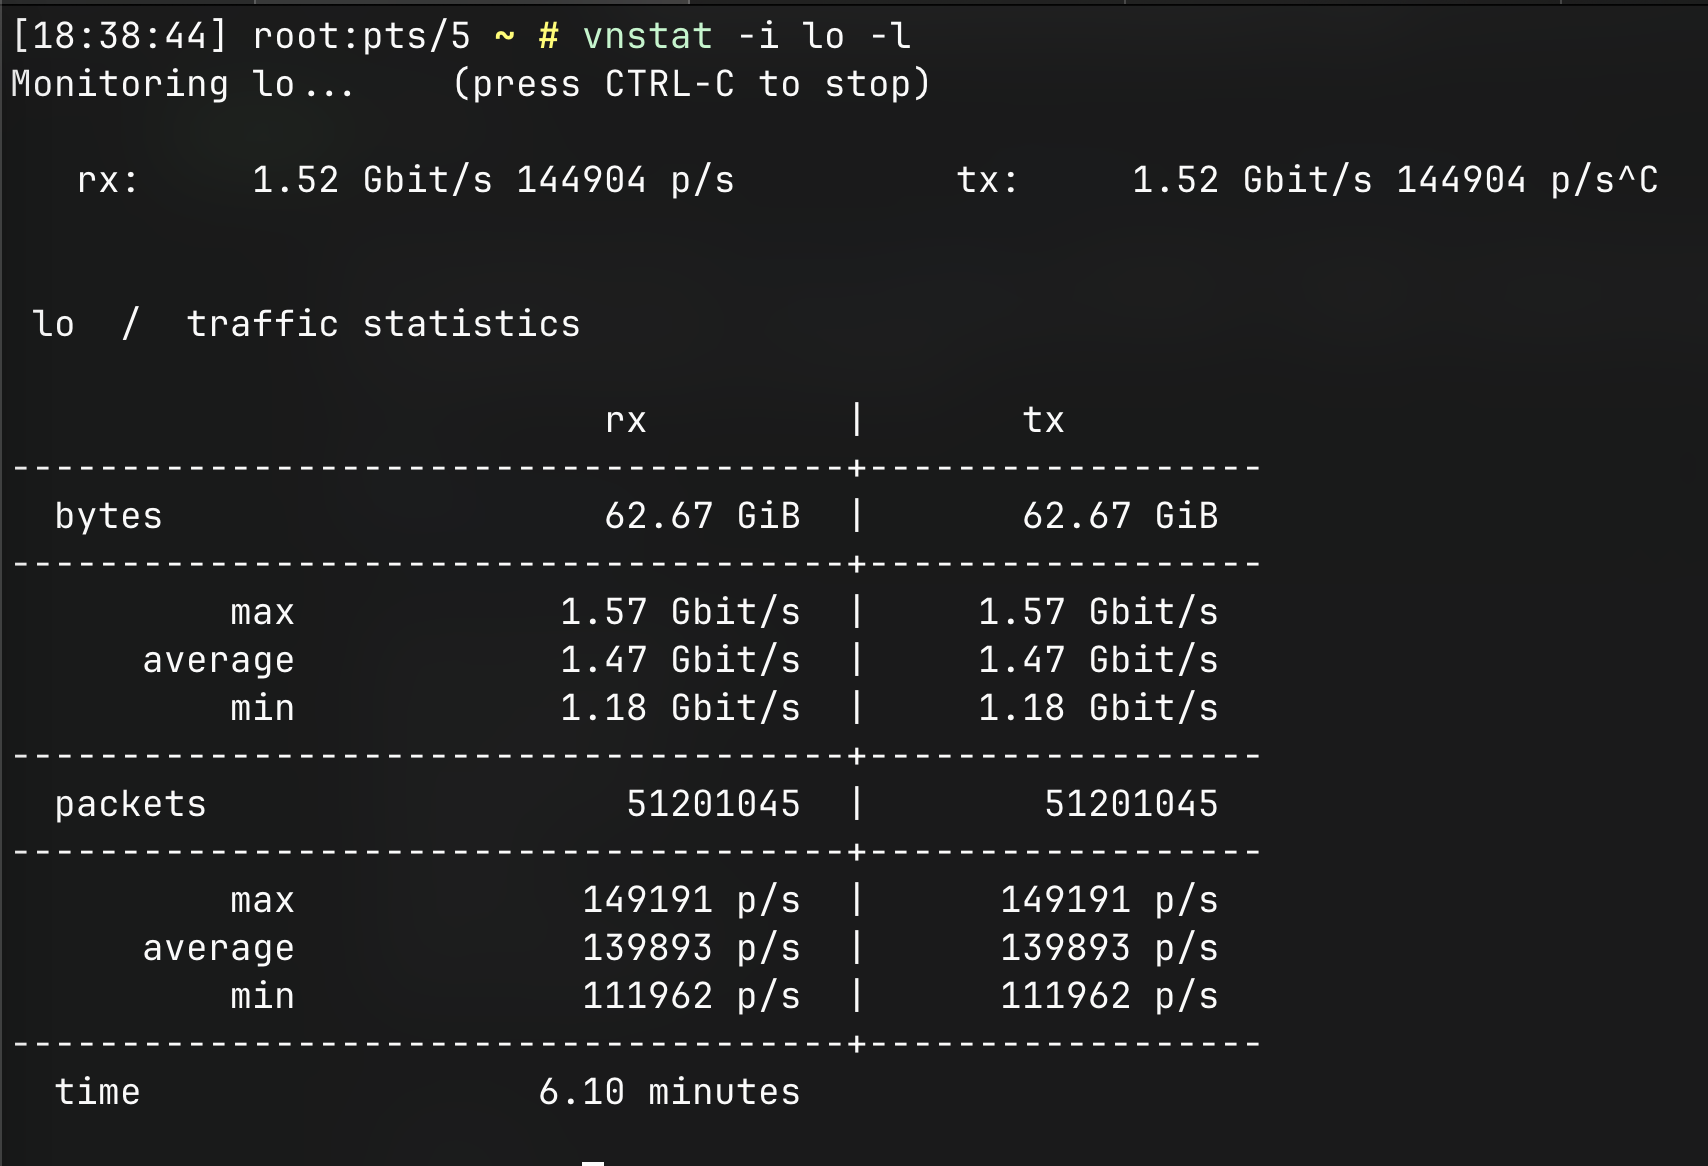 [18:38:44] root:pts/5 ~ # vnstat -i lo -l
Monitoring lo...    (press CTRL-C to stop)
   rx:     1.52 Gbit/s 144904 p/s          tx:     1.52 Gbit/s 144904 p/s^C
 lo  /  traffic statistics
                           rx         |       tx
--------------------------------------+------------------
  bytes                    62.67 GiB  |       62.67 GiB
--------------------------------------+------------------
          max            1.57 Gbit/s  |     1.57 Gbit/s
      average            1.47 Gbit/s  |     1.47 Gbit/s
          min            1.18 Gbit/s  |     1.18 Gbit/s
--------------------------------------+------------------
  packets                   51201045  |        51201045
--------------------------------------+------------------
          max             149191 p/s  |      149191 p/s
      average             139893 p/s  |      139893 p/s
          min             111962 p/s  |      111962 p/s
--------------------------------------+------------------
  time                  6.10 minutes